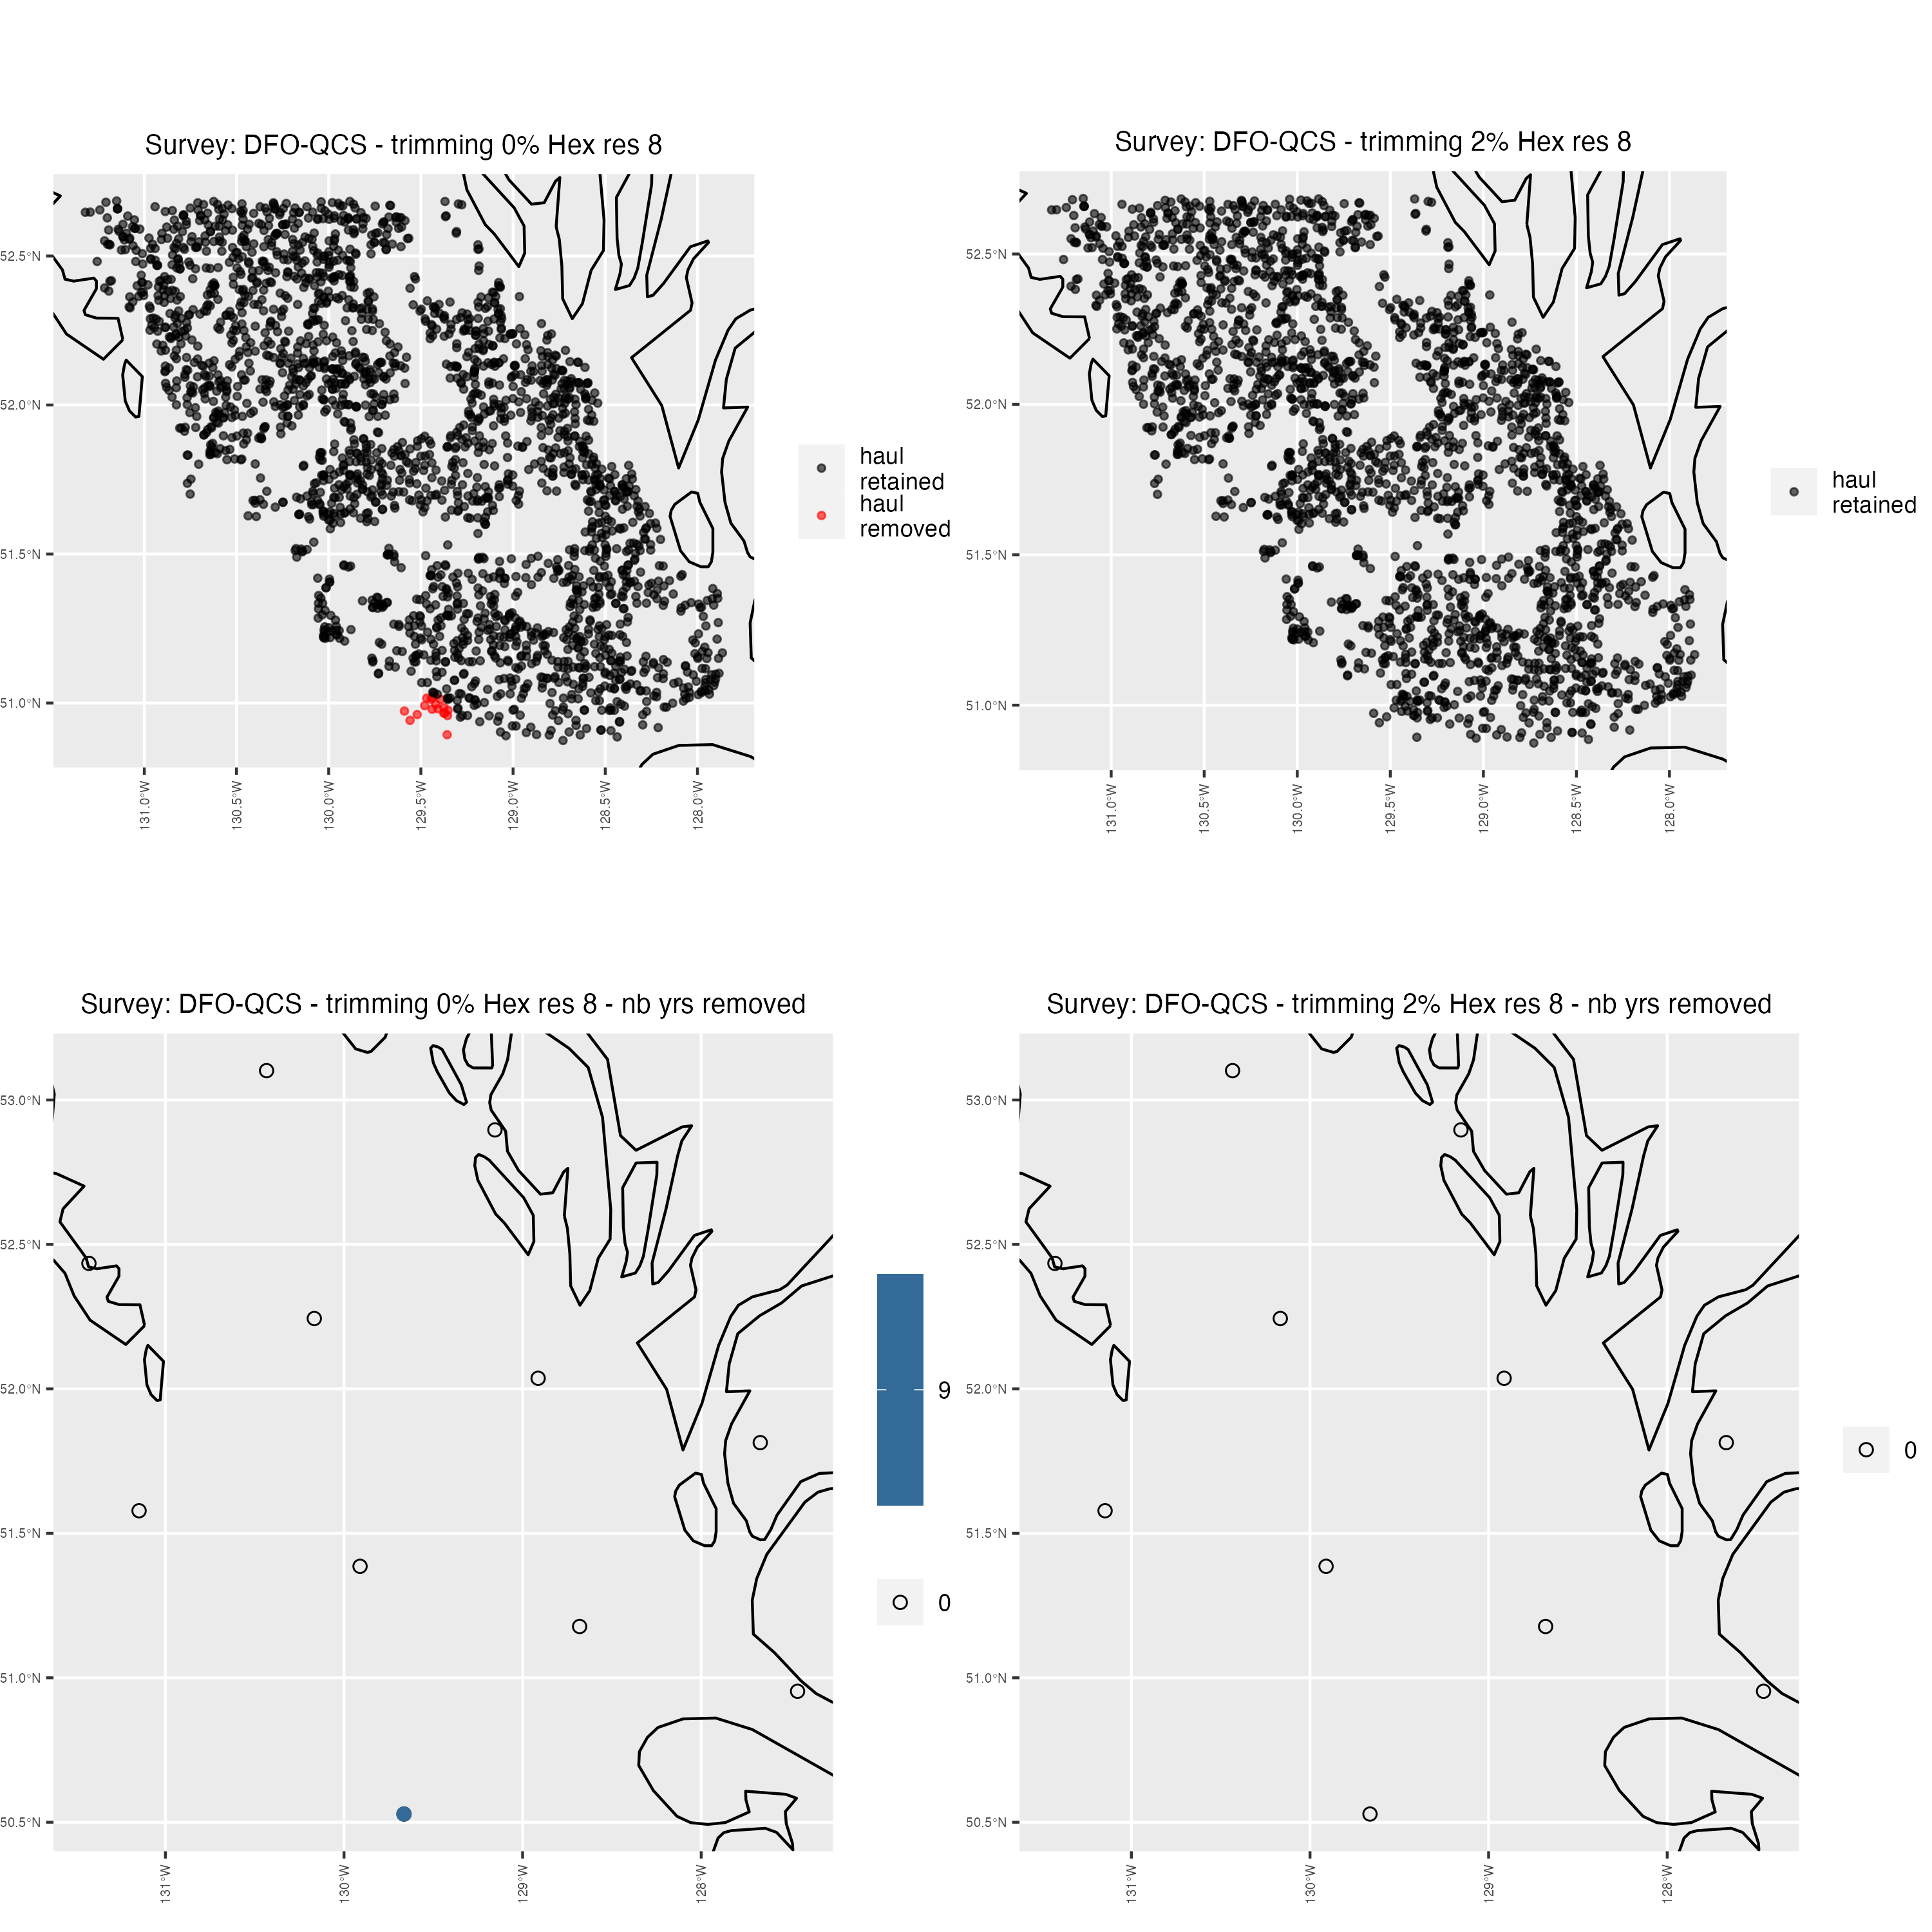 Survey: DFO-QCS - trimming 0% Hex res 8
52.5°N
52.0°N
51.5°N
51.0°N
131.0°W
130.5°W
130.0°W
129.5°W
129.0°W
128.5°W
128.0°W
haul
retained
haul
removed
Survey: DFO-QCS - trimming 2% Hex res 8
52.5°N
52.0°N
51.5°N
51.0°N
131.0°W
130.5°W
130.0°W
129.5°W
129.0°W
128.5°W
128.0°W
haul
retained
Survey: DFO-QCS - trimming 0% Hex res 8 - nb yrs removed
53.0°N
52.5°N
52.0°N
51.5°N
51.0°N
50.5°N
131°W
130°W
129°W
128°W
9
0
Survey: DFO-QCS - trimming 2% Hex res 8 - nb yrs removed
53.0°N
52.5°N
52.0°N
51.5°N
51.0°N
50.5°N
131°W
130°W
129°W
128°W
0